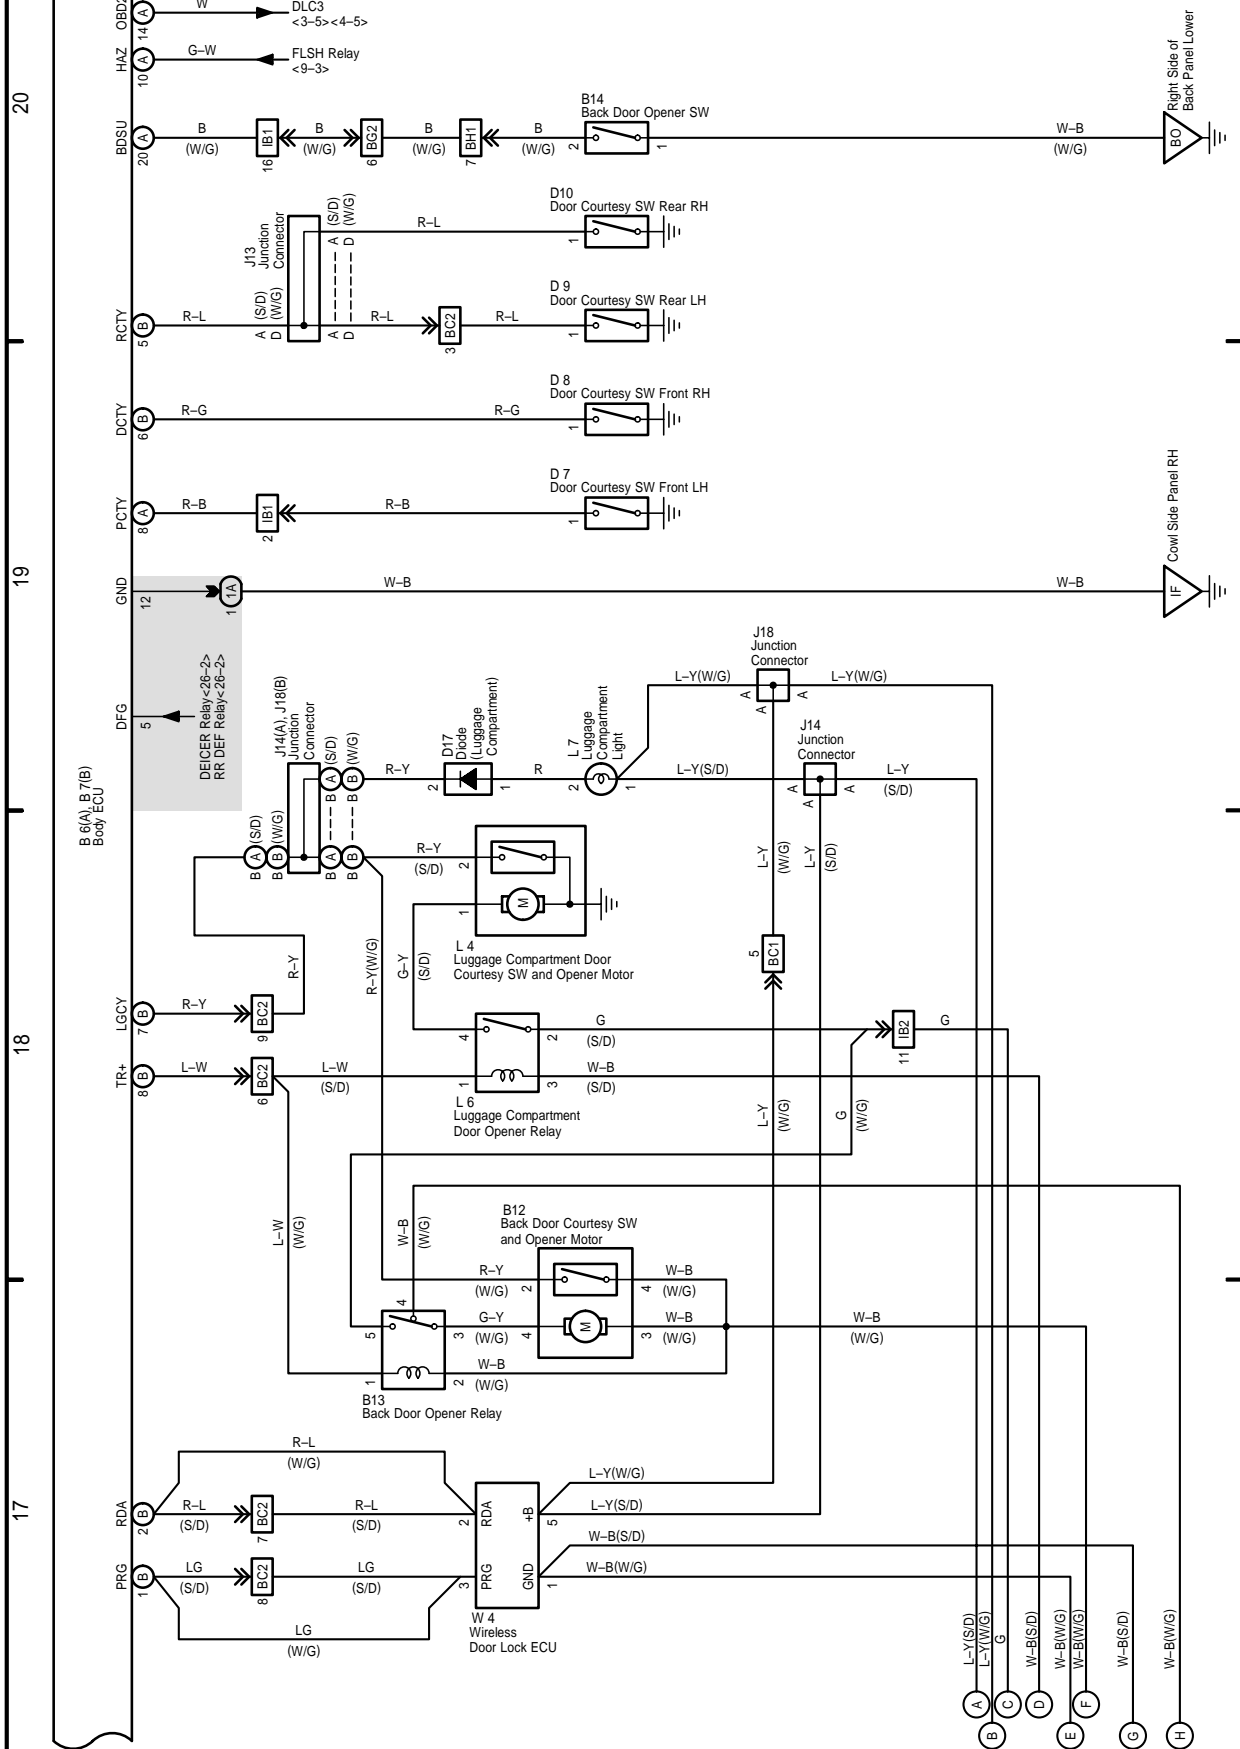 20
OBD2
14
A
W
DLC3
<3–5><4–5>
HAZ
10
A
G–W
FLSH Relay
<9–3>
BDSU
20
A
B
(W/G)
IB1
16
B
(W/G)
BG2
6
B
(W/G)
BH1
7
B
(W/G)
B14
Back Door Opener SW
2
1
W–B
(W/G)
BO
Right Side of
Back Panel Lower
D10
Door Courtesy SW Rear RH
1
R–L
J13
Junction
Connector
A (S/D)
D (W/G)
A
D
(S/D)
(W/G)
A
D
RCTY
5
B
R–L
R–L
BC2
3
R–L
D 9
Door Courtesy SW Rear LH
1
DCTY
6
B
R–G
R–G
D 8
Door Courtesy SW Front RH
1
PCTY
8
A
R–B
IB1
2
R–B
D 7
Door Courtesy SW Front LH
1
19
GND
12
1A
1
W–B
W–B
IF
Cowl Side Panel RH
DFG
5
DEICER Relay<26–2>
RR DEF Relay<26–2>
B 6(A), B 7(B)
Body ECU
J14(A), J18(B)
Junction
Connector
A
B
(S/D)
(W/G)
B
B
A
B
(S/D)
(W/G)
B
B
A
B
B
B
R–Y
D17
Diode
(Luggage
Compartment)
2
1
R
L 7
Luggage
Compartment
Light
2
1
L–Y(W/G)
J18
Junction
Connector
A
A
A
L–Y(W/G)
L–Y(S/D)
J14
Junction
Connector
A
A
A
L–Y
(S/D)
L–Y
(W/G)
L–Y
(S/D)
R–Y
(S/D)
2
1
M
L 4
Luggage Compartment Door
Courtesy SW and Opener Motor
G–Y
(S/D)
R–Y(W/G)
R–Y
5
BC1
18
LGCY
7
B
R–Y
BC2
9
TR+
8
B
L–W
BC2
6
L–W
(S/D)
4
2
1
3
L 6
Luggage Compartment
Door Opener Relay
G
(S/D)
W–B
(S/D)
IB2
11
G
L–Y
(W/G)
G
(W/G)
L–W
(W/G)
W–B
(W/G)
B12
Back Door Courtesy SW
and Opener Motor
R–Y
(W/G)
2
4
W–B
(W/G)
G–Y
(W/G)
4
M
3
W–B
(W/G)
W–B
(W/G)
4
5
3
1
2
W–B
(W/G)
B13
Back Door Opener Relay
17
R–L
(W/G)
RDA
2
B
R–L
(S/D)
BC2
7
R–L
(S/D)
2
RDA
+B
5
L–Y(W/G)
L–Y(S/D)
PRG
1
B
LG
(S/D)
BC2
8
LG
(S/D)
3
PRG
GND
1
W–B(S/D)
W–B(W/G)
LG
(W/G)
W 4
Wireless
Door Lock ECU
L–Y(S/D)
L–Y(W/G)
G
W–B(S/D)
W–B(W/G)
W–B(W/G)
W–B(S/D)
W–B(W/G)
A
B
C
D
E
F
G
H